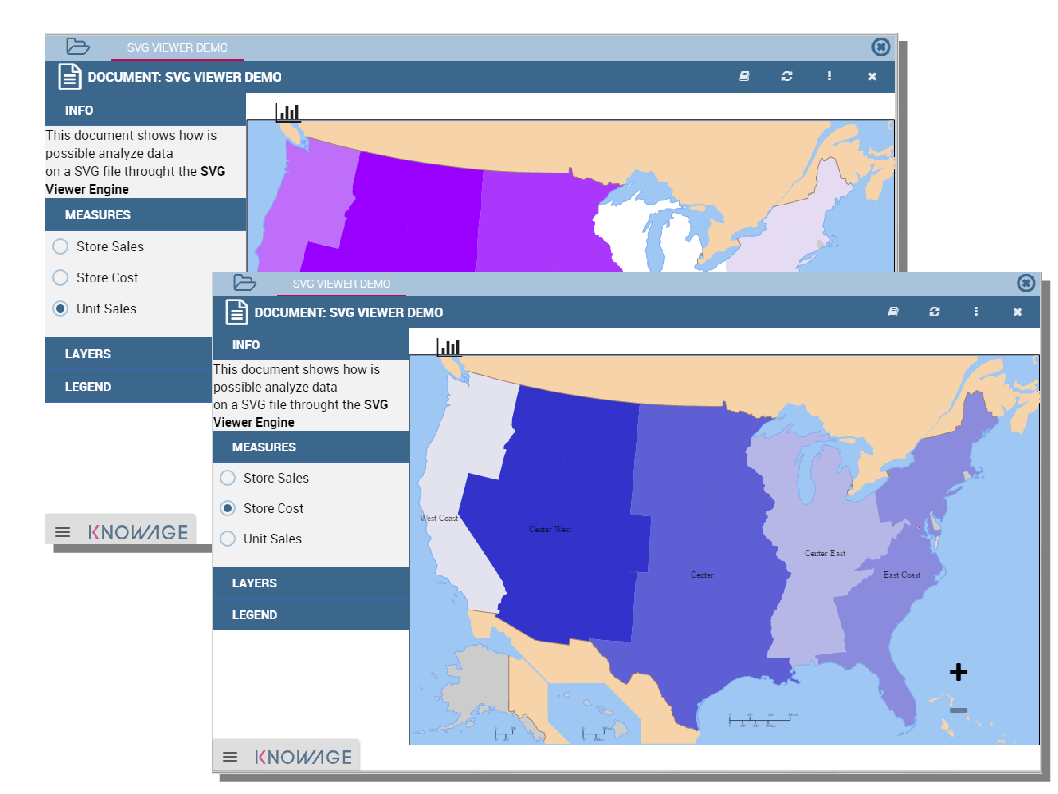 SVG VIEWER DEMO
DOCUMENT: SVG VIEWER DEMO
INFO
This document shows how is
possible analyze data
on a SVG file throught the SVG
Viewer Engine
MEASURES
Store Sales
Store Cost
Unit Sales
LAYERS
LEGEND
KNOWAGE
SVG VIEWER DEMO
DOCUMENT: SVG VIEWER DEMO
INFO
This document shows how is
possible analyze data
on a SVG file throught the SVG
Viewer Engine
MEASURES
Store Sales
Store Cost
Unit Sales
LAYERS
LEGEND
West Coast
Center West
Center
Center East
East Coast
KNOWAGE